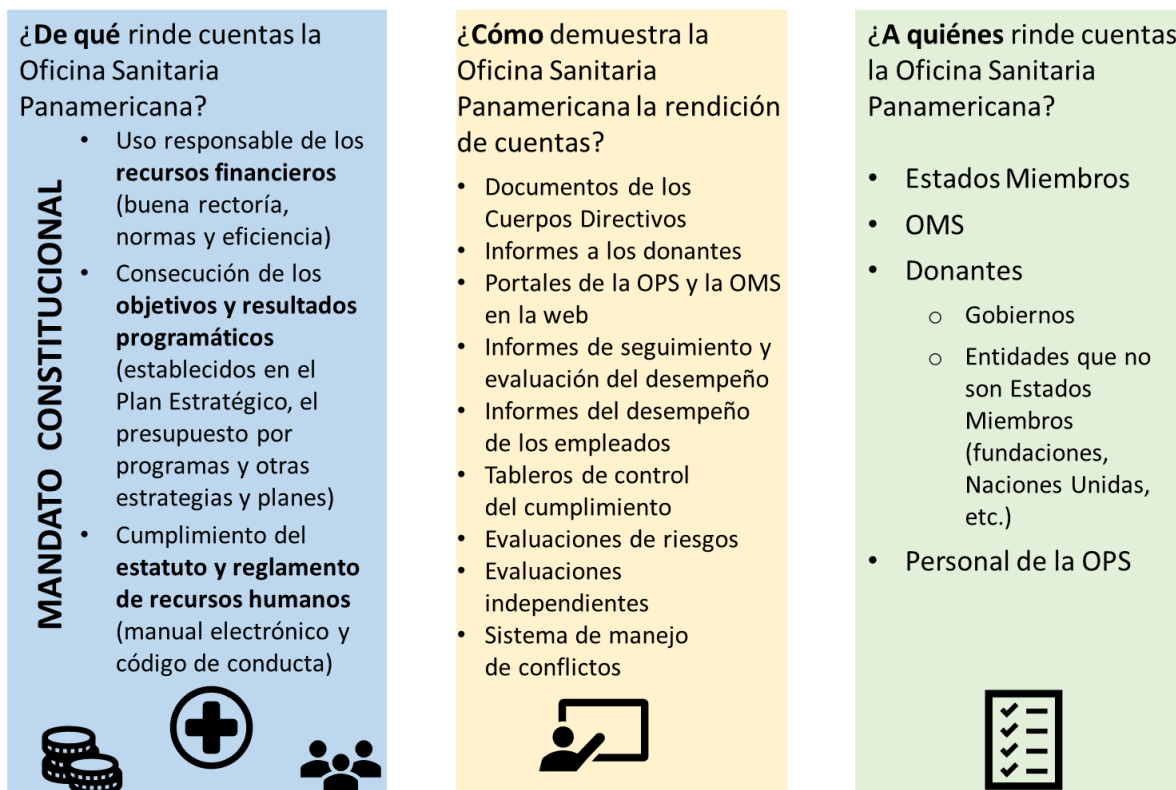 ¿De qué rinde cuentas la
Oficina Sanitaria
Panamericana?
MANDATO CONSTITUCIONAL
• Uso responsable de los
recursos financieros
(buena rectoría,
normas y eficiencia)
• Consecución de los
objetivos y resultados
programáticos
(establecidos en el
Plan Estratégico, el
presupuesto por
programas y otras
estrategias y planes)
• Cumplimiento del
estatuto y reglamento
de recursos humanos
(manual electrónico y
código de conducta)
¿Cómo demuestra la
Oficina Sanitaria
Panamericana la rendición
de cuentas?
• Documentos de los
Cuerpos Directivos
• Informes a los donantes
• Portales de la OPS y la OMS
en la web
• Informes de seguimiento y
evaluación del desempeño
• Informes del desempeño
de los empleados
• Tableros de control
del cumplimiento
• Evaluaciones de riesgos
• Evaluaciones
independientes
• Sistema de manejo
de conflictos
¿A quiénes rinde cuentas
la Oficina Sanitaria
Panamericana?
• Estados Miembros
• OMS
• Donantes
o Gobiernos
o Entidades que no
son Estados
Miembros
(fundaciones,
Naciones Unidas,
etc.)
• Personal de la OPS